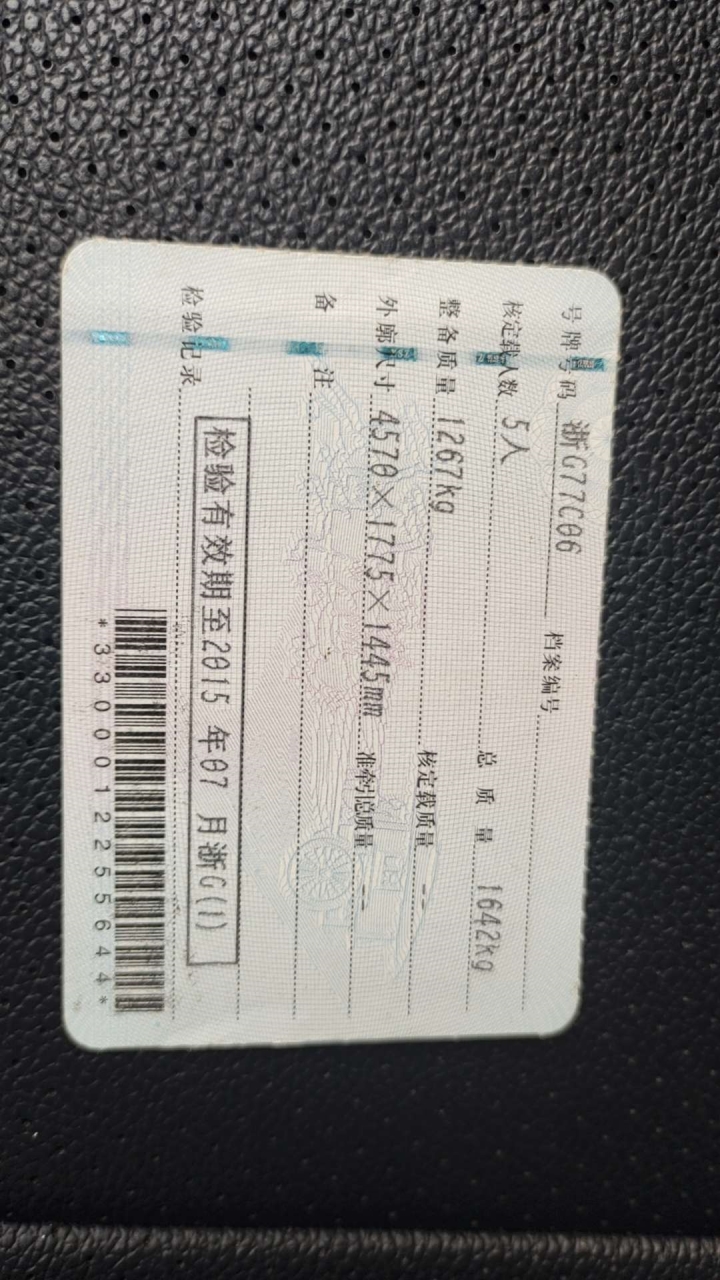 号牌号码 浙G77C06 档案编号
核定载人数 5人 总质量 1642kg
整备质量 1267kg 核定载质量 --
外廓尺寸 4570×1775×1445mm 准牵引总质量 --
备注
检验有效期至2015 年07 月浙G(1)
检验记录
*3300012255644*